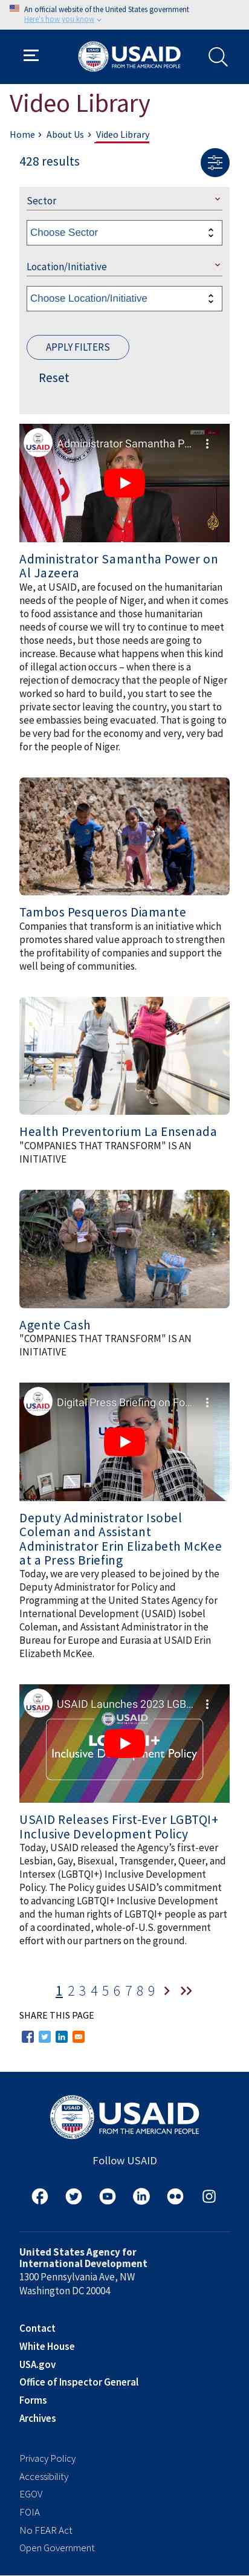 An official website of the United States government
Here's how you know
USAID
FROM THE AMERICAN PEOPLE
Video Library
Home > About Us > Video Library
428 results
Sector
Choose Sector
Location/Initiative
Choose Location/Initiative
APPLY FILTERS
Reset
Administrator Samantha P...
Administrator Samantha Power on
Al Jazeera
We, at USAID, are focused on the humanitarian
needs of the people of Niger, and when it comes
to food assistance and those humanitarian
needs of course we will try to continue to meet
those needs, but those needs are going to
increase. Because what happens when this kind
of illegal action occurs – when there is a
rejection of democracy that the people of Niger
worked so hard to build, you start to see the
private sector leaving the country, you start to
see embassies being evacuated. That is going to
be very bad for the economy and very, very bad
for the people of Niger.
Tambos Pesqueros Diamante
Companies that transform is an initiative which
promotes shared value approach to strengthen
the profitability of companies and support the
well being of communities.
Health Preventorium La Ensenada
"COMPANIES THAT TRANSFORM" IS AN
INITIATIVE
Agente Cash
"COMPANIES THAT TRANSFORM" IS AN
INITIATIVE
Digital Press Briefing on Fo...
Deputy Administrator Isobel
Coleman and Assistant
Administrator Erin Elizabeth McKee
at a Press Briefing
Today, we are very pleased to be joined by the
Deputy Administrator for Policy and
Programming at the United States Agency for
International Development (USAID) Isobel
Coleman, and Assistant Administrator in the
Bureau for Europe and Eurasia at USAID Erin
Elizabeth McKee.
USAID Launches 2023 LGB...
USAID
LGBTQI+
Inclusive Development Policy
USAID Releases First-Ever LGBTQI+
Inclusive Development Policy
Today, USAID released the Agency's first-ever
Lesbian, Gay, Bisexual, Transgender, Queer, and
Intersex (LGBTQI+) Inclusive Development
Policy. The Policy guides USAID's commitment
to advancing LGBTQI+ Inclusive Development
and the human rights of LGBTQI+ people as part
of a coordinated, whole-of-U.S. government
effort with our partners on the ground.
1 2 3 4 5 6 7 8 9 > >>
SHARE THIS PAGE
USAID
FROM THE AMERICAN PEOPLE
Follow USAID
United States Agency for
International Development
1300 Pennsylvania Ave, NW
Washington DC 20004
Contact
White House
USA.gov
Office of Inspector General
Forms
Archives
Privacy Policy
Accessibility
EGOV
FOIA
No FEAR Act
Open Government